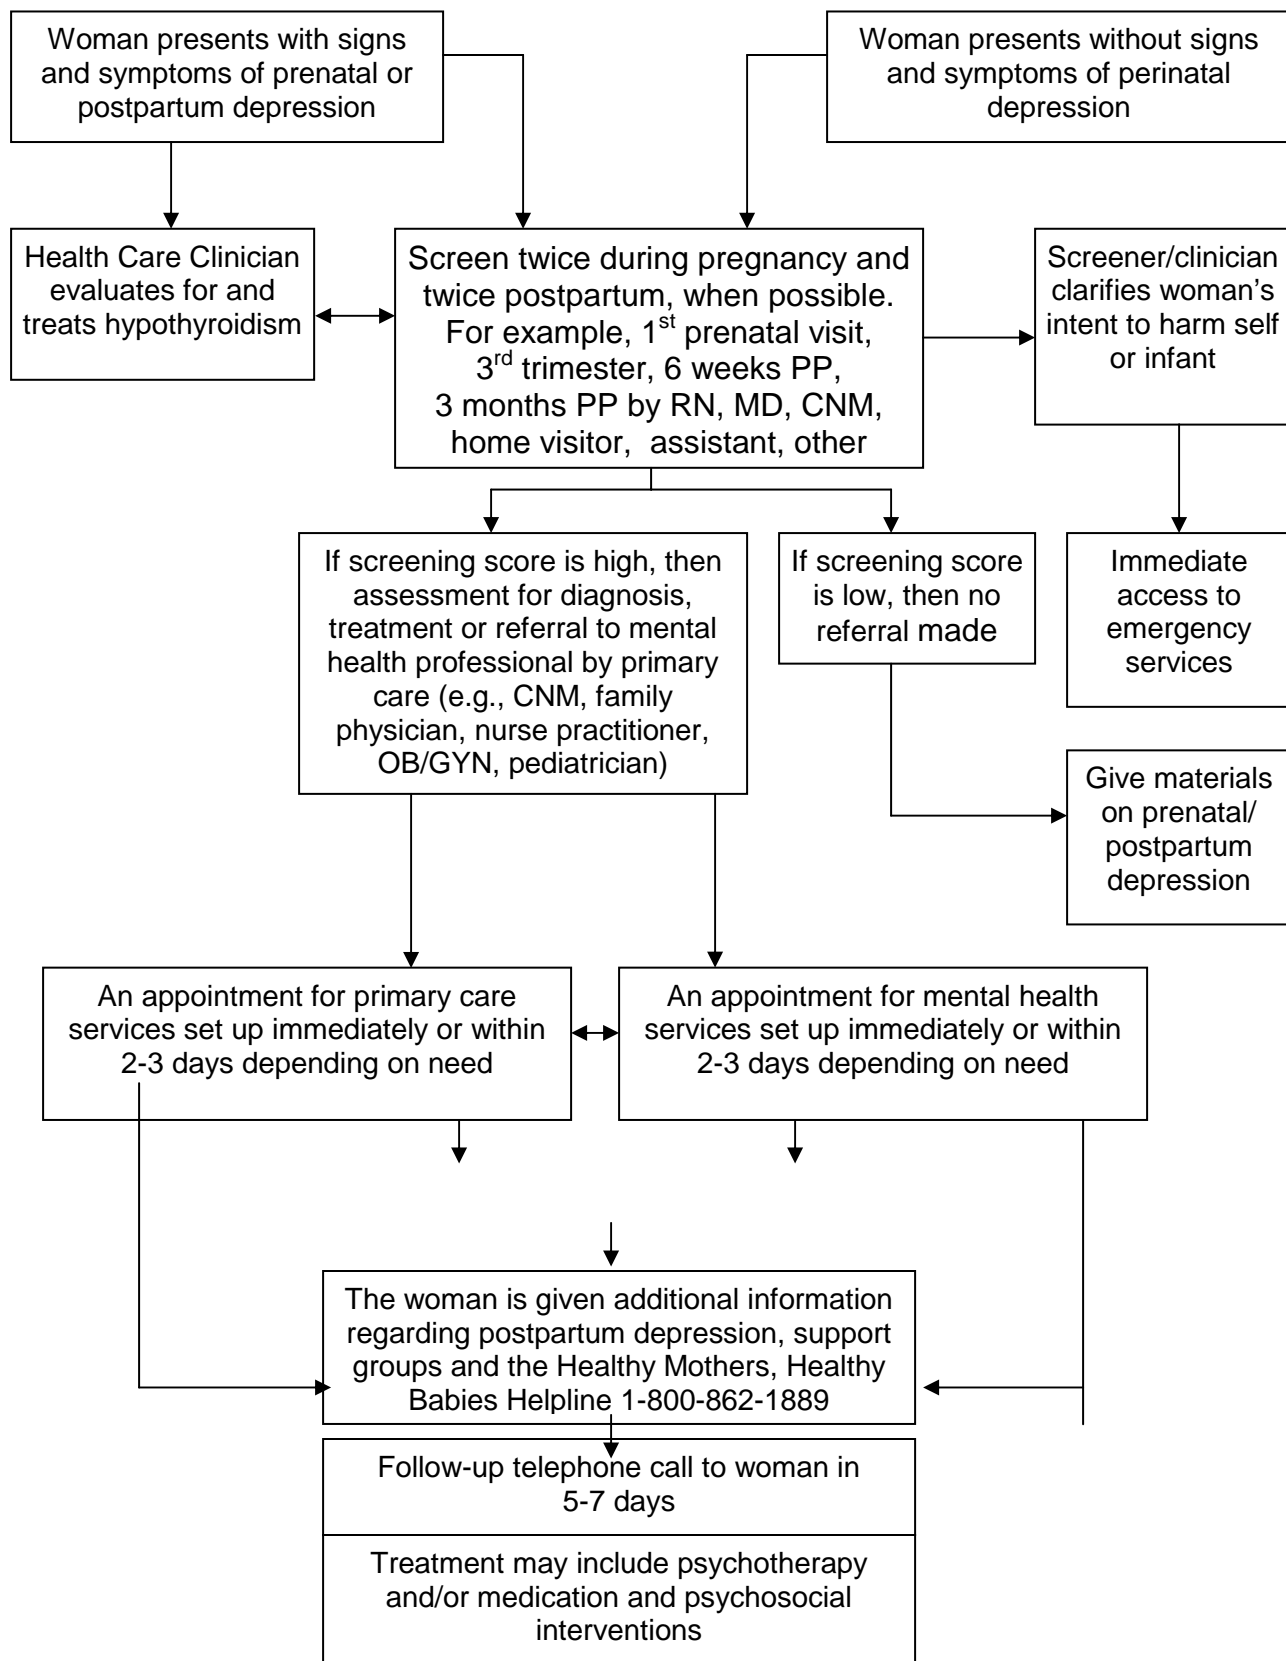 Woman presents with signs
and symptoms of prenatal or
postpartum depression
Woman presents without signs
and symptoms of perinatal
depression
Health Care Clinician
evaluates for and
treats hypothyroidism
Screen twice during pregnancy and
twice postpartum, when possible.
For example, 1st prenatal visit,
3rd trimester, 6 weeks PP,
3 months PP by RN, MD, CNM,
home visitor, assistant, other
Screener/clinician
clarifies woman's
intent to harm self
or infant
If screening score is high, then
assessment for diagnosis,
treatment or referral to mental
health professional by primary
care (e.g., CNM, family
physician, nurse practitioner,
OB/GYN, pediatrician)
If screening score
is low, then no
referral made
Immediate
access to
emergency
services
Give materials
on prenatal/
postpartum
depression
An appointment for primary care
services set up immediately or within
2-3 days depending on need
An appointment for mental health
services set up immediately or within
2-3 days depending on need
The woman is given additional information
regarding postpartum depression, support
groups and the Healthy Mothers, Healthy
Babies Helpline 1-800-862-1889
Follow-up telephone call to woman in
5-7 days
Treatment may include psychotherapy
and/or medication and psychosocial
interventions